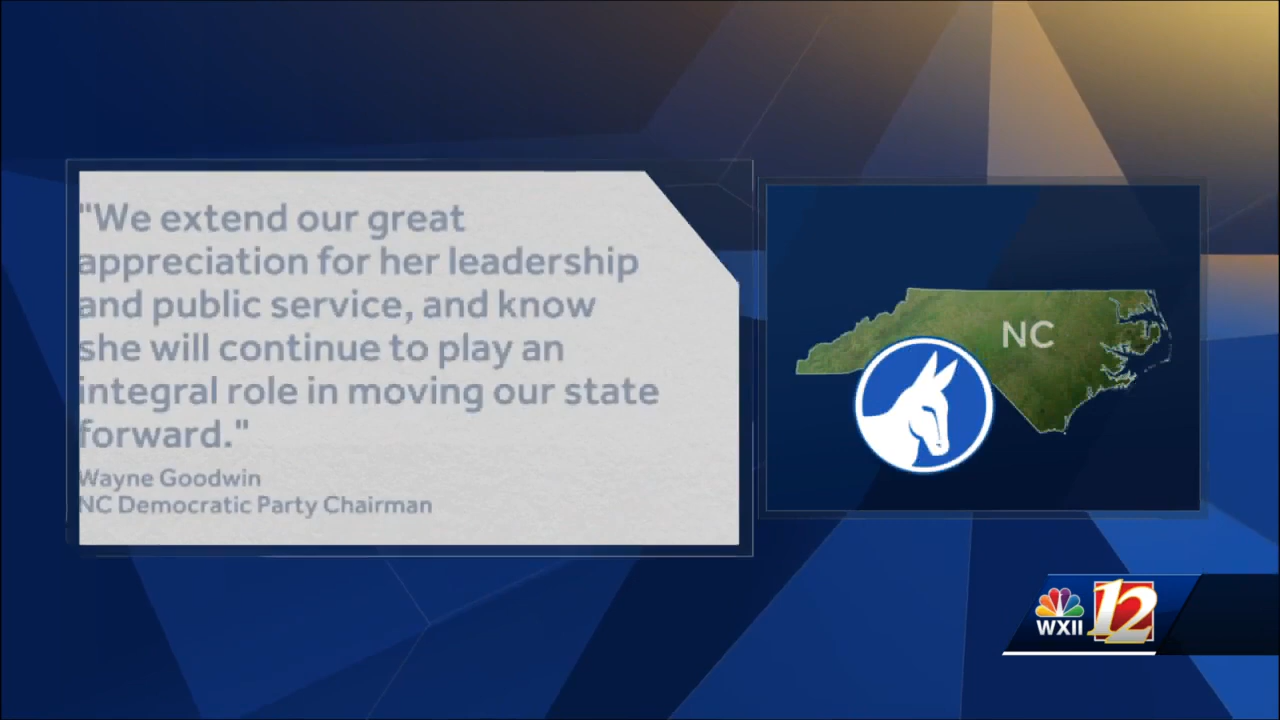 "We extend our great
appreciation for her leadership
and public service, and know
she will continue to play an
integral role in moving our state
forward."
Wayne Goodwin
NC Democratic Party Chairman
NC
WXII 12